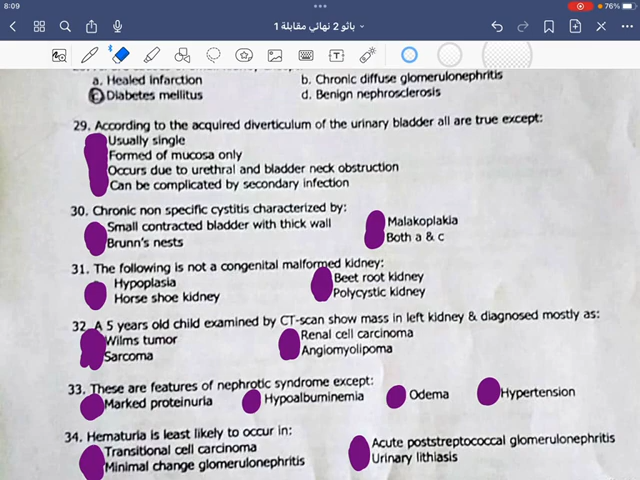 8:09
76%
باثو 2 نهائي مقابلة 1
a. Healed infarction
b. Chronic diffuse glomerulonephritis
Diabetes mellitus
d. Benign nephrosclerosis
29. According to the acquired diverticulum of the urinary bladder all are true except:
Usually single
Formed of mucosa only
Occurs due to urethral and bladder neck obstruction
Can be complicated by secondary infection
30. Chronic non specific cystitis characterized by:
Small contracted bladder with thick wall
Malakoplakia
Brunn's nests
Both a & c
31. The following is not a congenital malformed kidney:
Hypoplasia
Beet root kidney
Horse shoe kidney
Polycystic kidney
32. A 5 years old child examined by CT-scan show mass in left kidney & diagnosed mostly as:
Wilms tumor
Renal cell carcinoma
Sarcoma
Angiomyolipoma
33. These are features of nephrotic syndrome except:
Marked proteinuria
Hypoalbuminemia
Odema
Hypertension
34. Hematuria is least likely to occur in:
Transitional cell carcinoma
Acute poststreptococcal glomerulonephritis
Minimal change glomerulonephritis
Urinary lithiasis